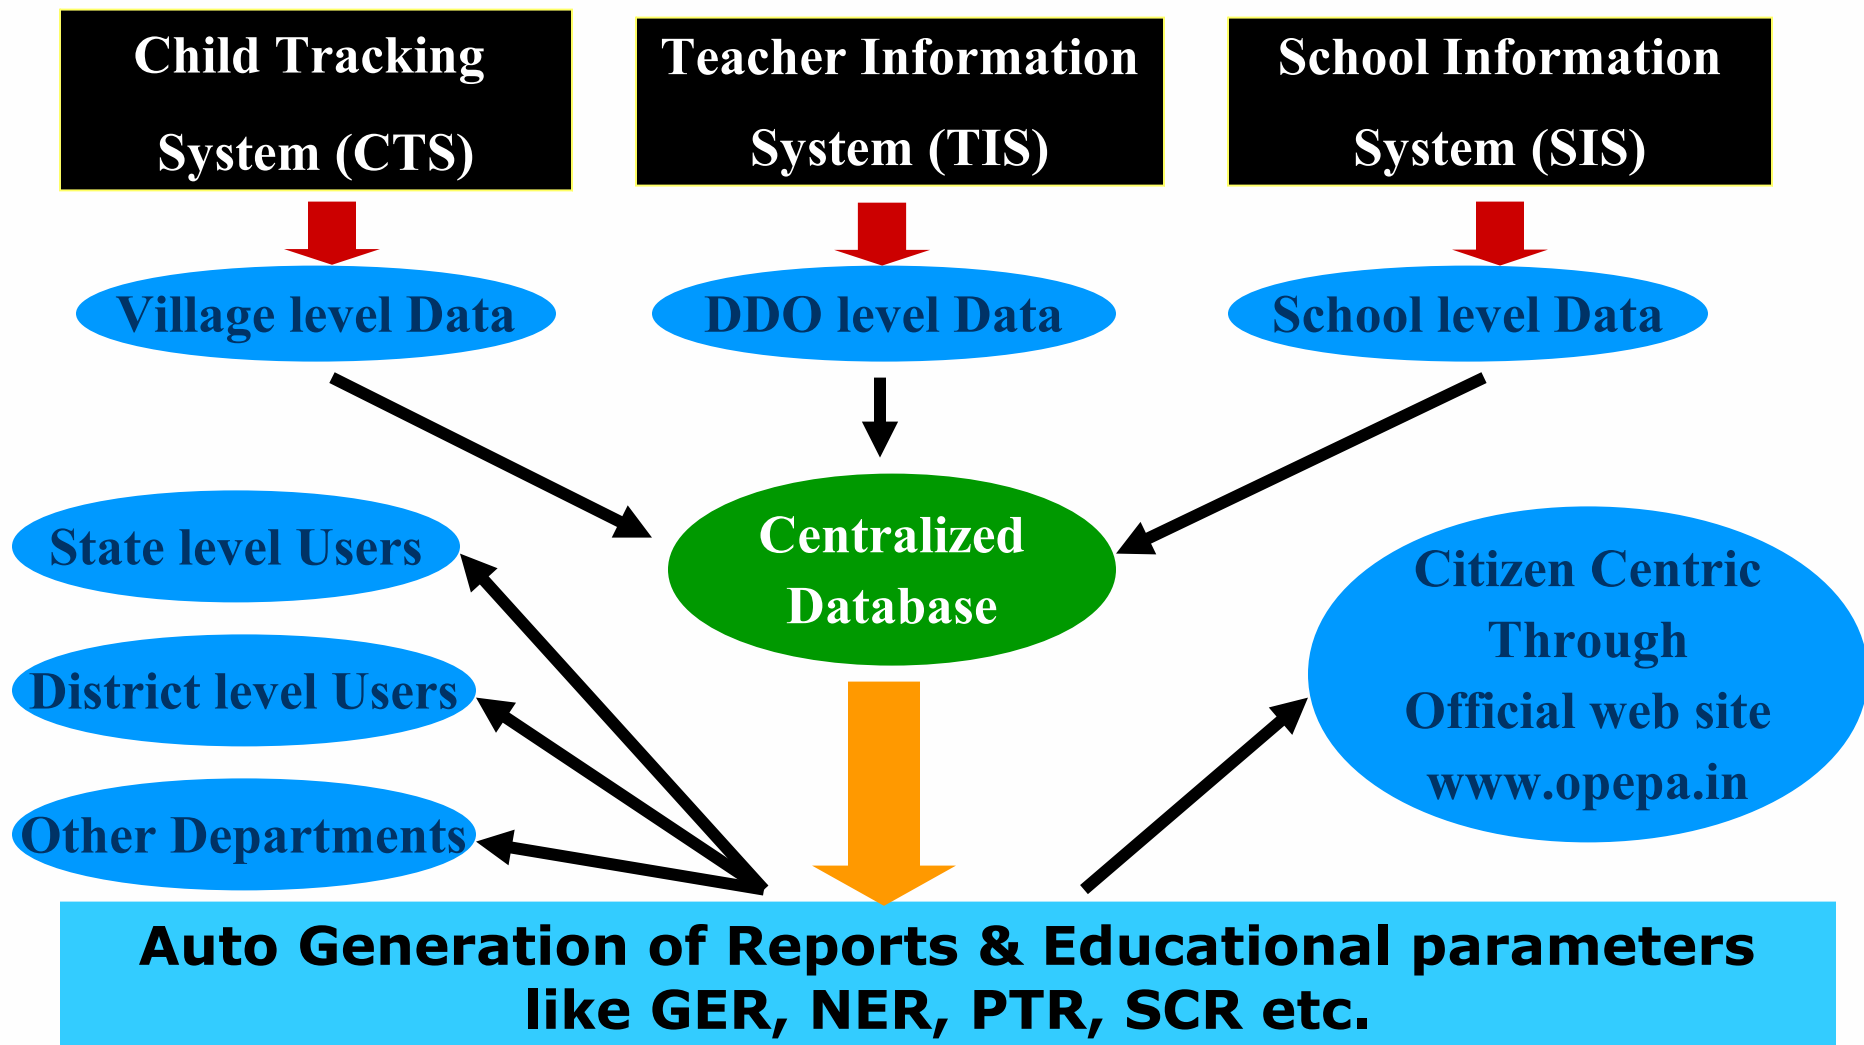 Child Tracking
System (CTS)
Teacher Information
System (TIS)
School Information
System (SIS)
Village level Data
DDO level Data
School level Data
Centralized
Database
State level Users
District level Users
Other Departments
Citizen Centric
Through
Official web site
www.opepa.in
Auto Generation of Reports & Educational parameters
like GER, NER, PTR, SCR etc.